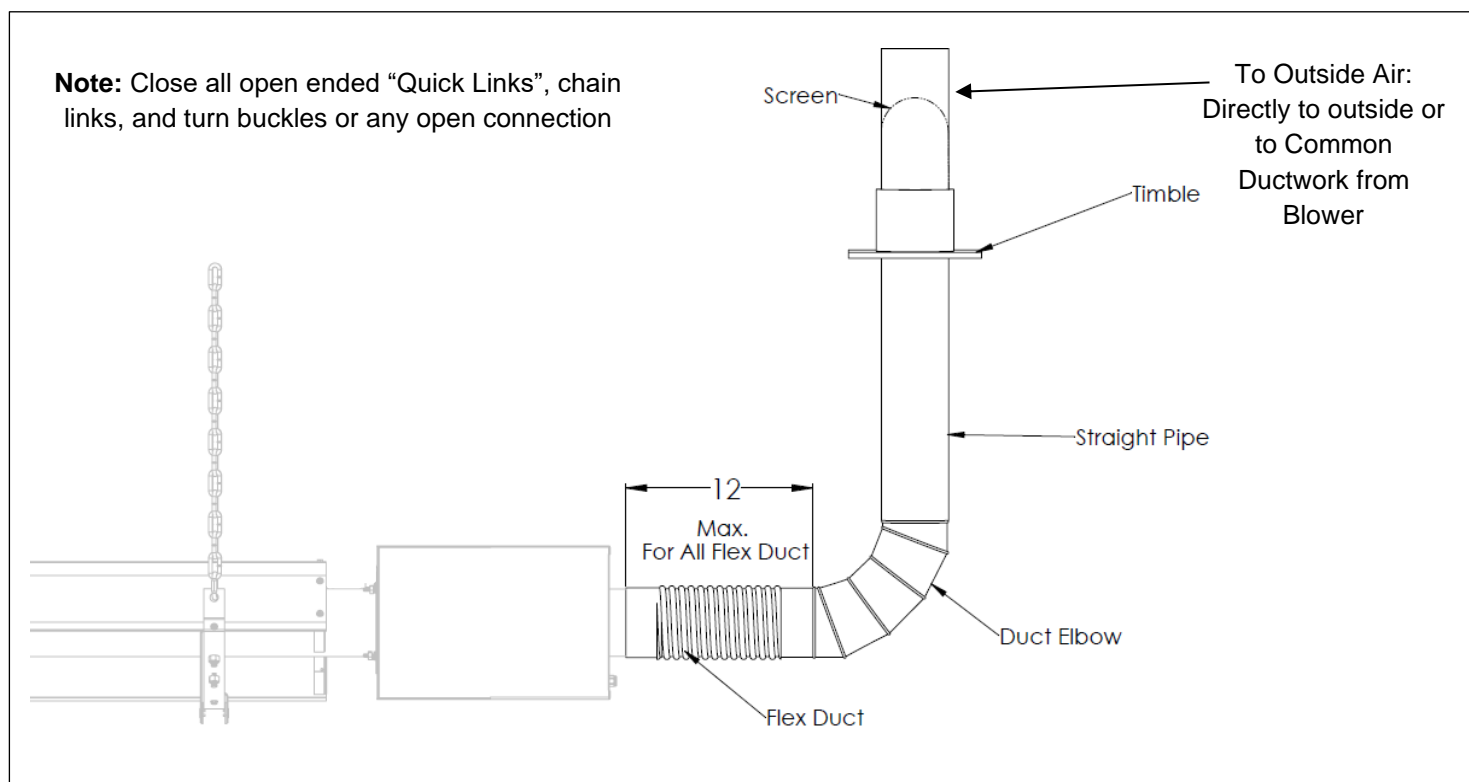 Note: Close all open ended “Quick Links”, chain
links, and turn buckles or any open connection
Screen
To Outside Air:
Directly to outside or
to Common
Ductwork from
Blower
Timble
Straight Pipe
12
Max.
For All Flex Duct
Duct Elbow
Flex Duct